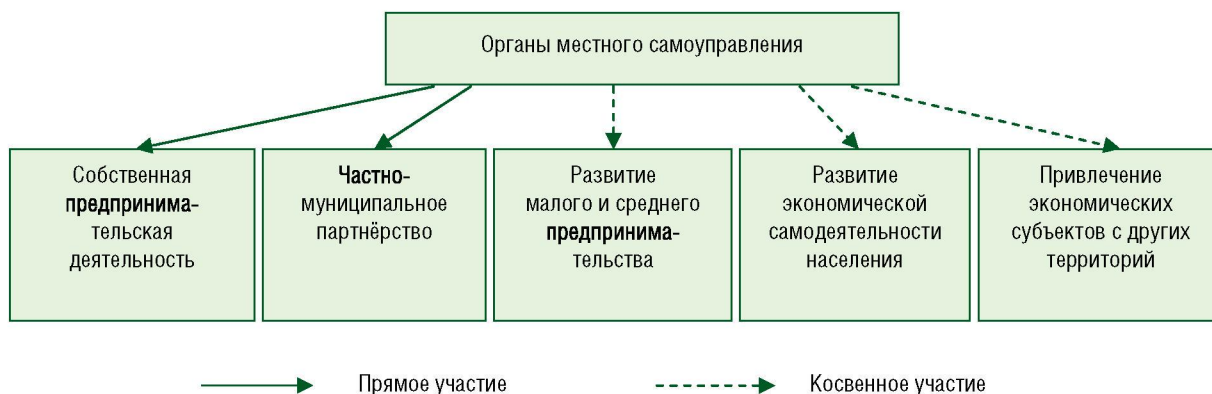 Органы местного самоуправления
Собственная
предпринима-
тельская
деятельность
Частно-
муниципальное
партнёрство
Развитие
малого и среднего
предпринима-
тельства
Развитие
экономической
самодеятельности
населения
Привлечение
экономических
субъектов с других
территорий
Прямое участие
Косвенное участие